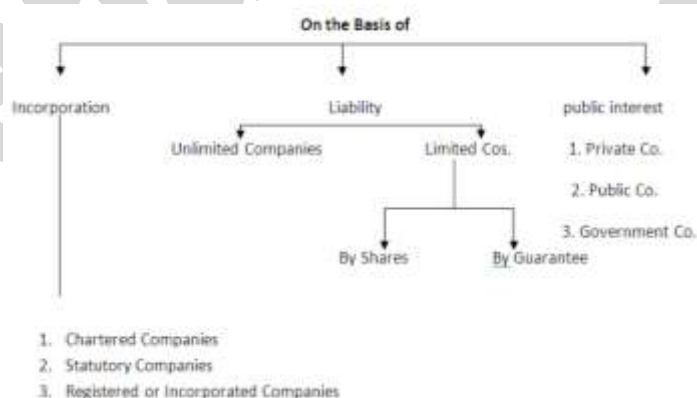 On the Basis of
Incorporation
Liability
public interest
Unlimited Companies
Limited Cos.
1. Private Co.
2. Public Co.
3. Government Co.
By Shares
By Guarantee
1. Chartered Companies
2. Statutory Companies
3. Registered or Incorporated Companies